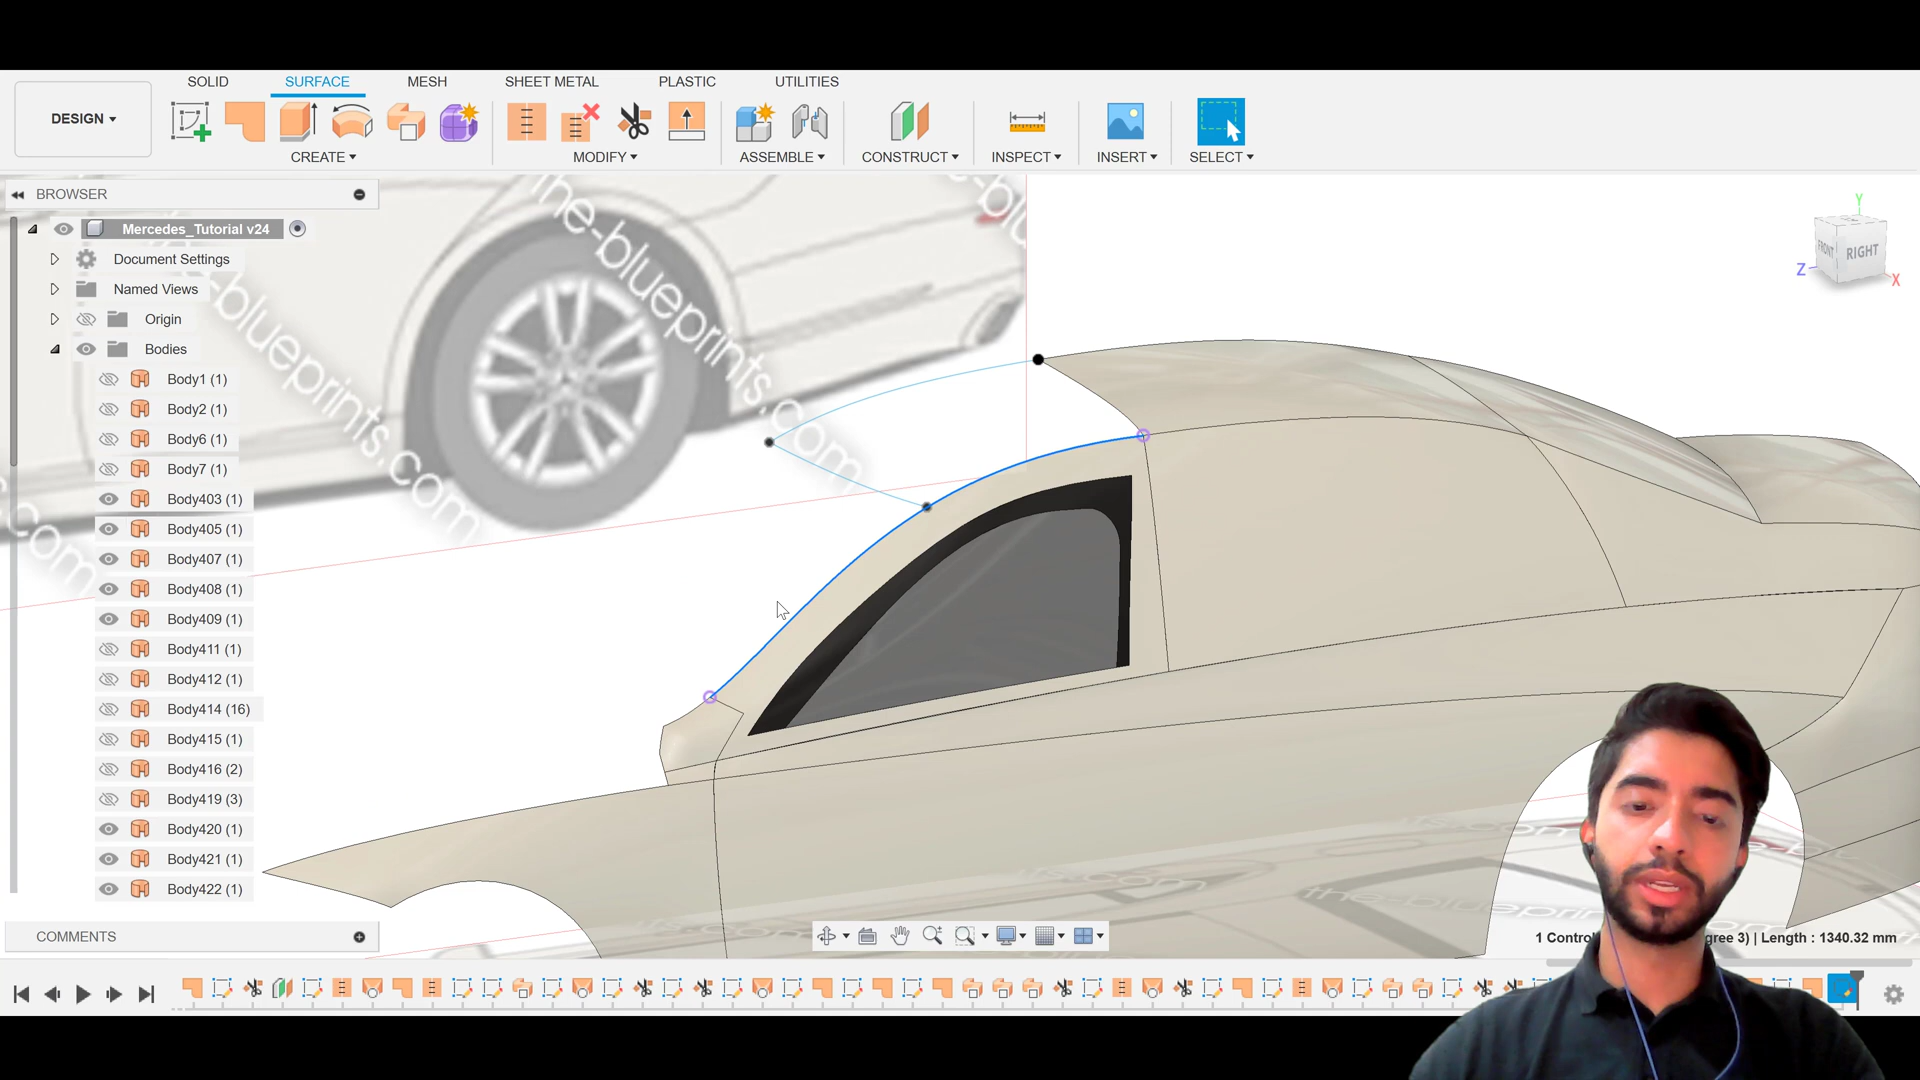 SOLID SURFACE MESH SHEET METAL PLASTIC UTILITIES
DESIGN
CREATE MODIFY ASSEMBLE CONSTRUCT INSPECT INSERT SELECT
BROWSER
Mercedes_Tutorial v24
Document Settings
Named Views
Origin
Bodies
Body1 (1)
Body2 (1)
Body6 (1)
Body7 (1)
Body403 (1)
Body405 (1)
Body407 (1)
Body408 (1)
Body409 (1)
Body411 (1)
Body412 (1)
Body414 (16)
Body415 (1)
Body416 (2)
Body419 (3)
Body420 (1)
Body421 (1)
Body422 (1)
COMMENTS
the-blueprints.com
-blueprints.com
Y
FRONT RIGHT
Z
X
1 Contro gree 3) | Length : 1340.32 mm